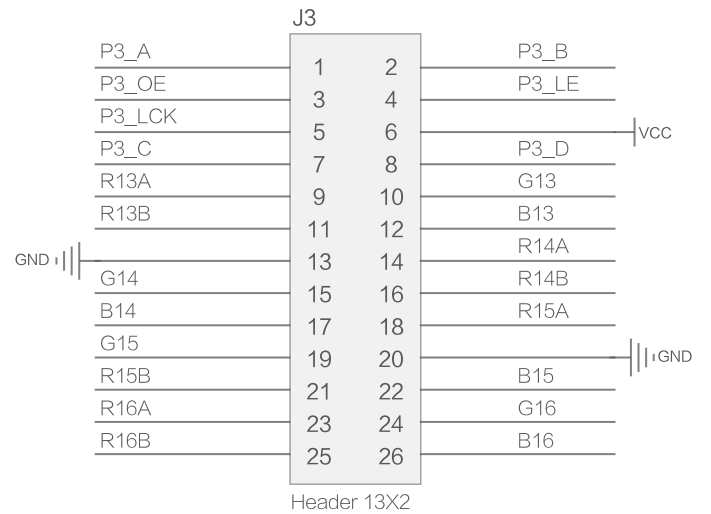 J3
P3_A 1 2 P3_B
P3_OE 3 4 P3_LE
P3_LCK 5 6 VCC
P3_C 7 8 P3_D
R13A 9 10 G13
R13B 11 12 B13
GND 13 14 R14A
G14 15 16 R14B
B14 17 18 R15A
G15 19 20 GND
R15B 21 22 B15
R16A 23 24 G16
R16B 25 26 B16
Header 13X2